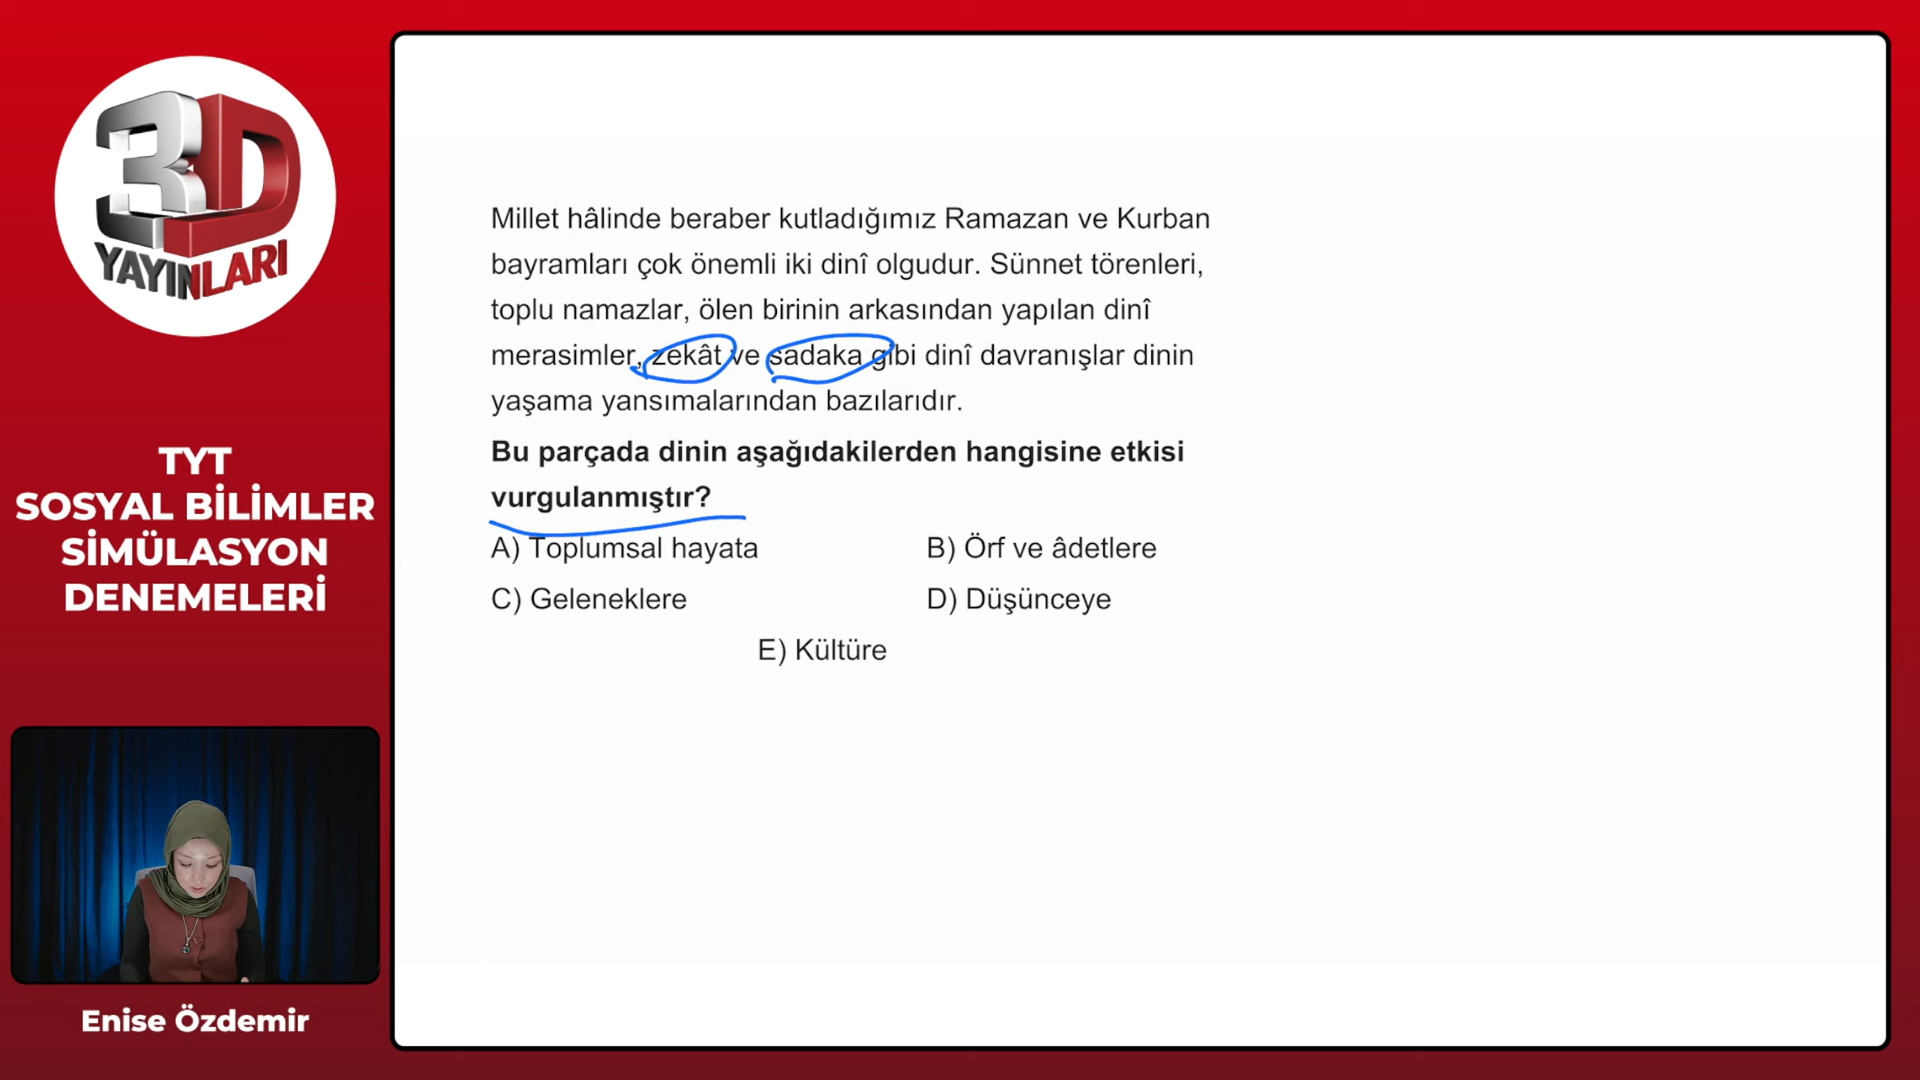 3D
YAYINLARI
TYT
SOSYAL BİLİMLER
SİMÜLASYON
DENEMELERİ
Enise Özdemir
Millet hâlinde beraber kutladığımız Ramazan ve Kurban
bayramları çok önemli iki dinî olgudur. Sünnet törenleri,
toplu namazlar, ölen birinin arkasından yapılan dinî
merasimler, zekât ve sadaka gibi dinî davranışlar dinin
yaşama yansımalarından bazılarıdır.
Bu parçada dinin aşağıdakilerden hangisine etkisi
vurgulanmıştır?
A) Toplumsal hayata
B) Örf ve âdetlere
C) Geleneklere
D) Düşünceye
E) Kültüre